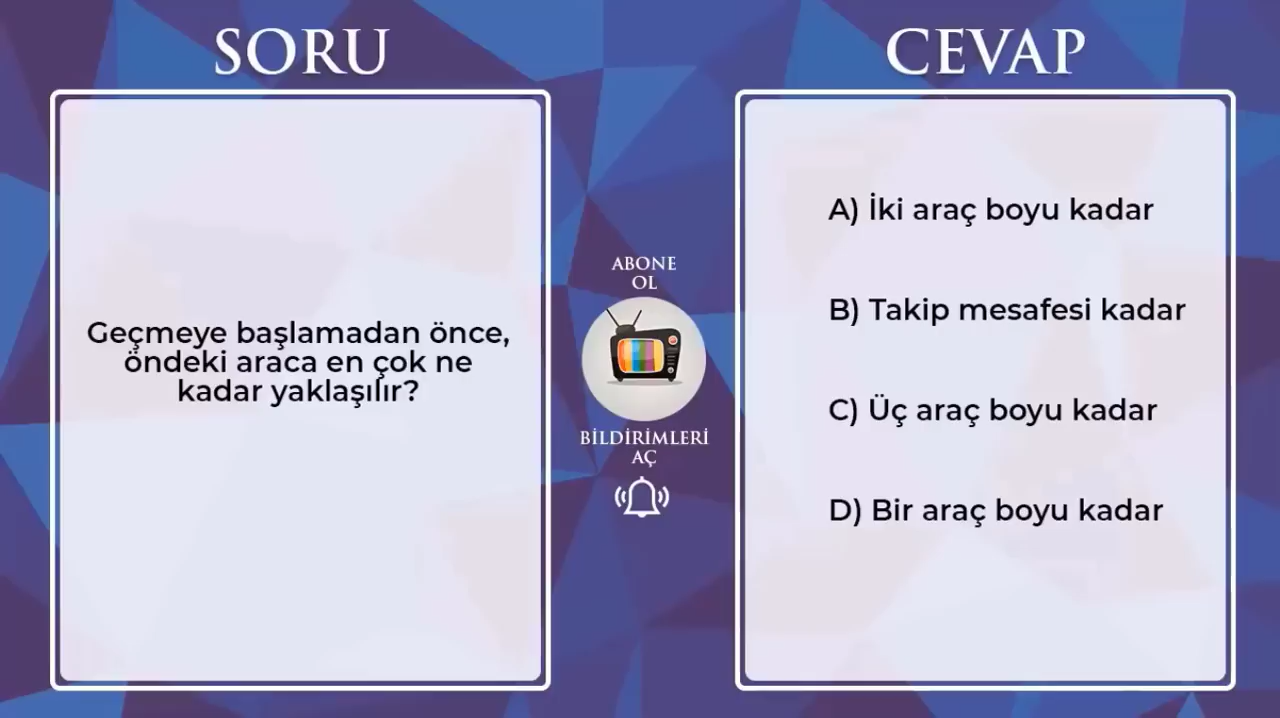 SORU
Geçmeye başlamadan önce,
öndeki araca en çok ne
kadar yaklaşılır?
ABONE
OL
BİLDİRİMLERİ
AÇ
CEVAP
A) İki araç boyu kadar
B) Takip mesafesi kadar
C) Üç araç boyu kadar
D) Bir araç boyu kadar